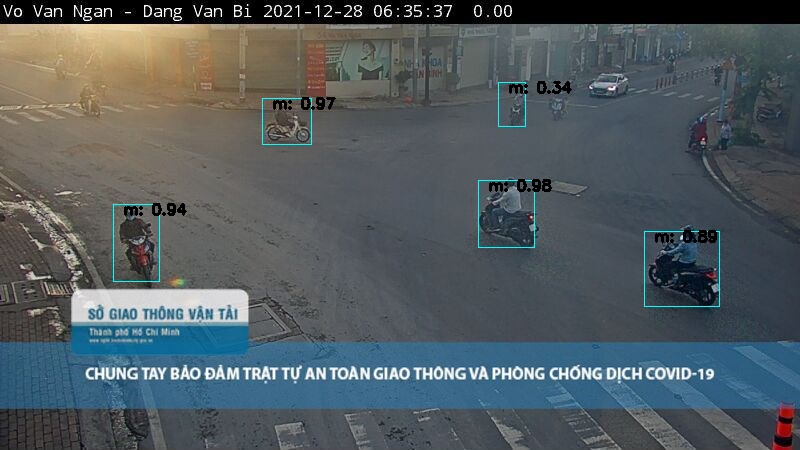 Vo Van Ngan - Dang Van Bi 2021-12-28 06:35:37 0.00
m: 0.34
m: 0.97
m: 0.98
m: 0.94
m:
SỞ GIAO THÔNG VẬN TẢI
Thành phố Hồ Chí Minh
CHUNG TAY BẢO ĐẢM TRẬT TỰ AN TOÀN GIAO THÔNG VÀ PHÒNG CHỐNG DỊCH COVID-19